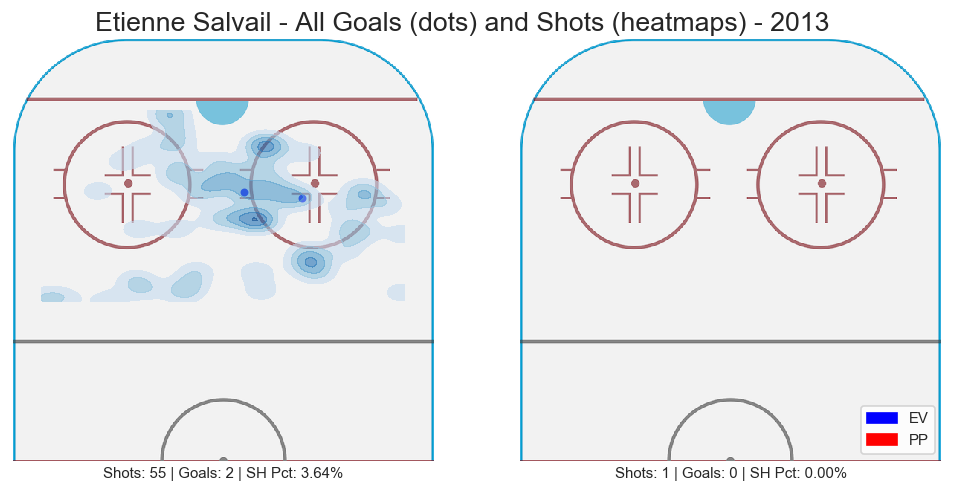 Etienne Salvail - All Goals (dots) and Shots (heatmaps) - 2013
EV
PP
Shots: 55 | Goals: 2 | SH Pct: 3.64%
Shots: 1 | Goals: 0 | SH Pct: 0.00%